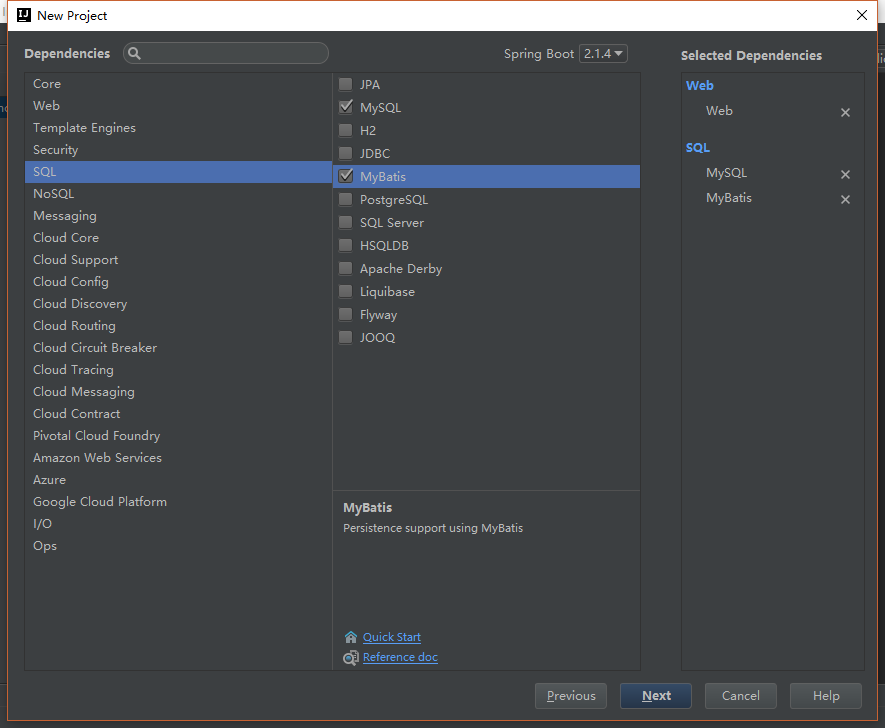 New Project
Dependencies
Spring Boot 2.1.4
Selected Dependencies
Core
Web
Template Engines
Security
SQL
NoSQL
Messaging
Cloud Core
Cloud Support
Cloud Config
Cloud Discovery
Cloud Routing
Cloud Circuit Breaker
Cloud Tracing
Cloud Messaging
Cloud Contract
Pivotal Cloud Foundry
Amazon Web Services
Azure
Google Cloud Platform
I/O
Ops
JPA
MySQL
H2
JDBC
MyBatis
PostgreSQL
SQL Server
HSQLDB
Apache Derby
Liquibase
Flyway
JOOQ
MyBatis
Persistence support using MyBatis
Quick Start
Reference doc
Web
Web
SQL
MySQL
MyBatis
Previous
Next
Cancel
Help